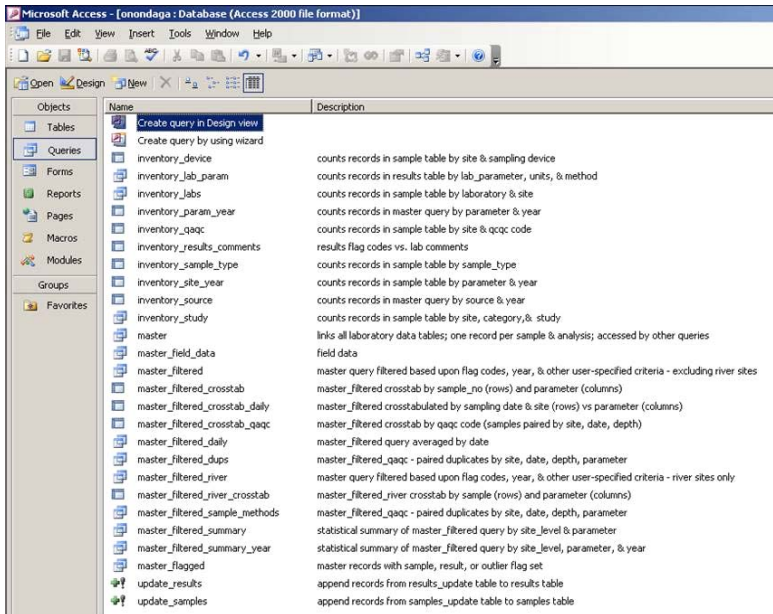 Microsoft Access - [onondaga : Database (Access 2000 file format)]
File Edit View Insert Tools Window Help
Open Design New
Objects
Tables
Queries
Forms
Reports
Pages
Macros
Modules
Groups
Favorites
Name Description
Create query in Design view
Create query by using wizard
inventory_device counts records in sample table by site & sampling device
inventory_lab_param counts records in results table by lab_parameter, units, & method
inventory_labs counts records in sample table by laboratory & site
inventory_param_year counts records in master query by parameter & year
inventory_qaqc counts records in sample table by site & qcqc code
inventory_results_comments results flag codes vs. lab comments
inventory_sample_type counts records in sample table by sample_type
inventory_site_year counts records in sample table by parameter & year
inventory_source counts records in master query by source & year
inventory_study counts records in sample table by site, category,& study
master links all laboratory data tables; one record per sample & analysis; accessed by other queries
master_field_data field data
master_filtered master query filtered based upon flag codes, year, & other user-specified criteria - excluding river sites
master_filtered_crosstab master_filtered crosstab by sample_no (rows) and parameter (columns)
master_filtered_crosstab_daily master_filtered crosstabulated by sampling date & site (rows) vs parameter (columns)
master_filtered_crosstab_qaqc master_filtered crosstab by qaqc code (samples paired by site, date, depth)
master_filtered_daily master_filtered query averaged by date
master_filtered_dups master_filtered_qaqc - paired duplicates by site, date, depth, parameter
master_filtered_river master query filtered based upon flag codes, year, & other user-specified criteria - river sites only
master_filtered_river_crosstab master_filtered_river crosstab by sample (rows) and parameter (columns)
master_filtered_sample_methods master_filtered_qaqc - paired duplicates by site, date, depth, parameter
master_filtered_summary statistical summary of master_filtered query by site_level & parameter
master_filtered_summary_year statistical summary of master_filtered query by site_level, parameter, & year
master_flagged master records with sample, result, or outlier flag set
update_results append records from results_update table to results table
update_samples append records from samples_update table to samples table